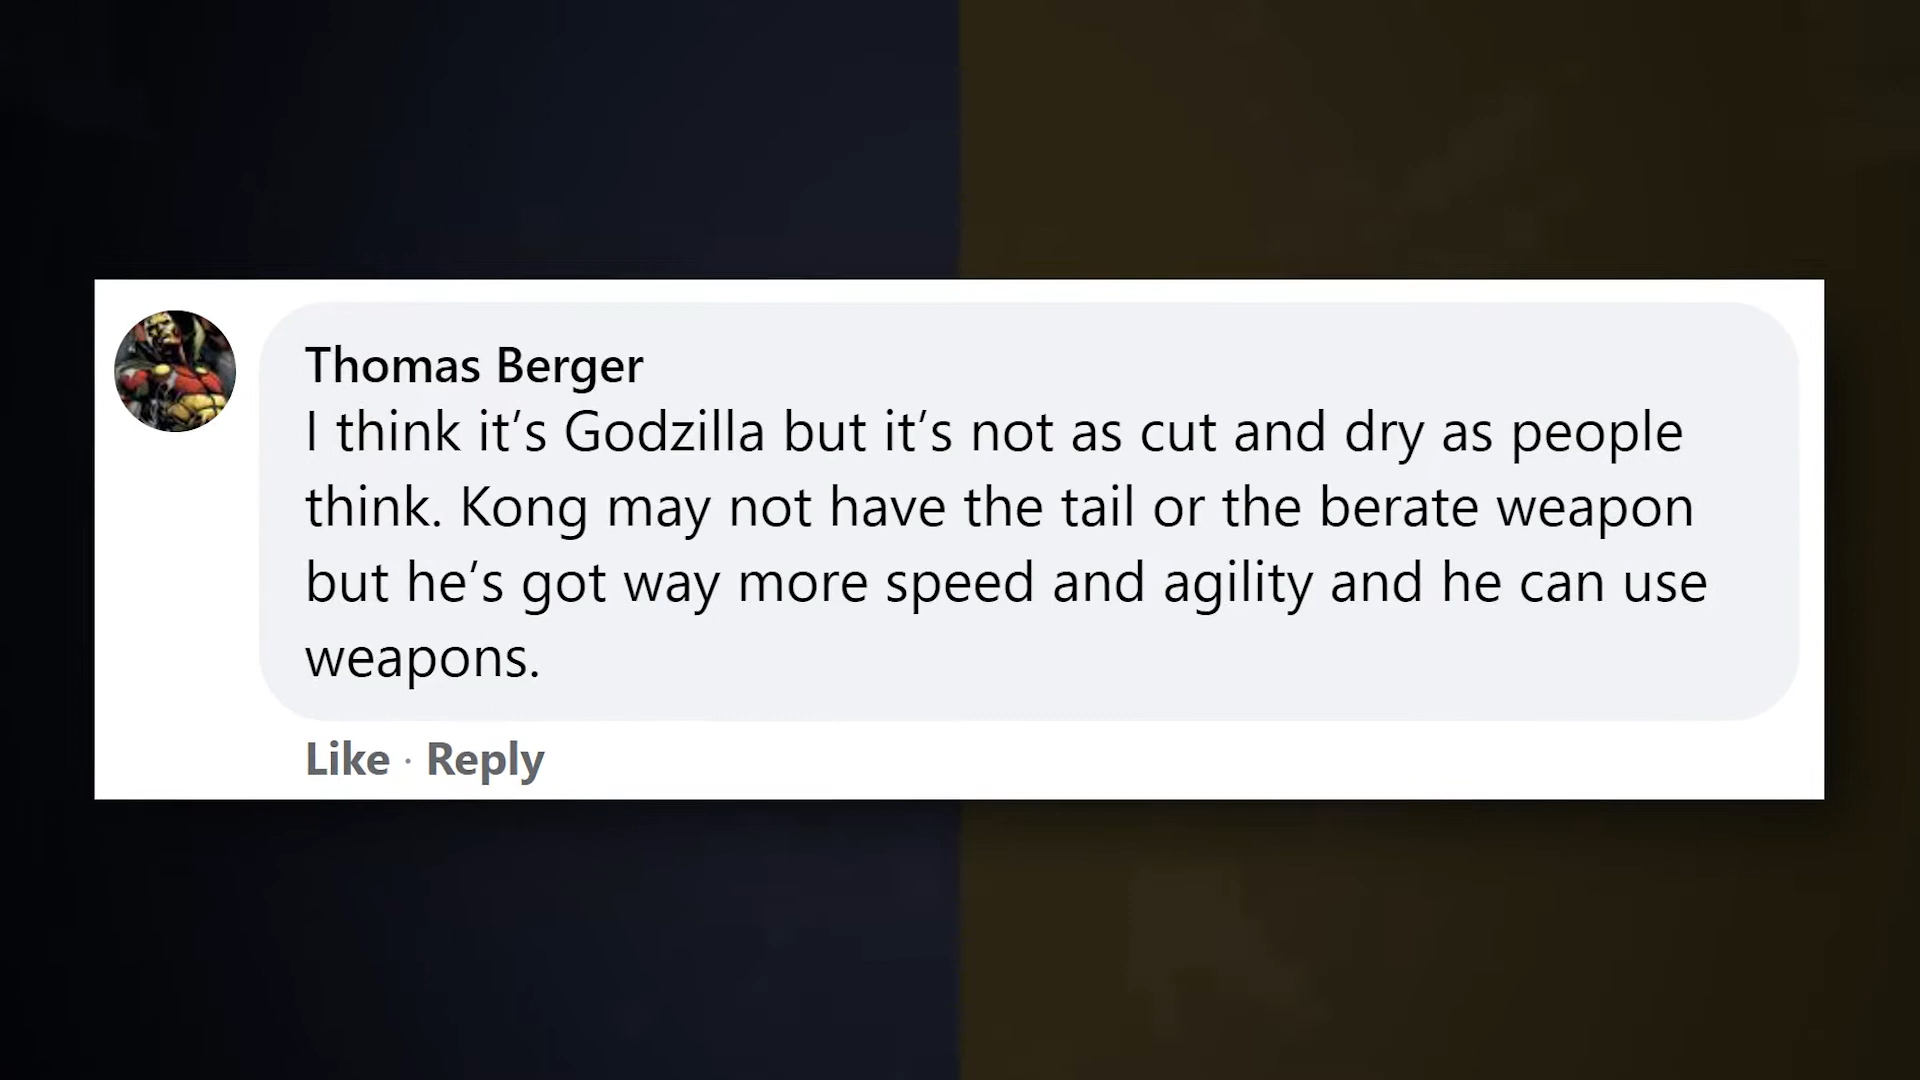 Thomas Berger
I think it’s Godzilla but it’s not as cut and dry as people
think. Kong may not have the tail or the berate weapon
but he’s got way more speed and agility and he can use
weapons.
Like · Reply